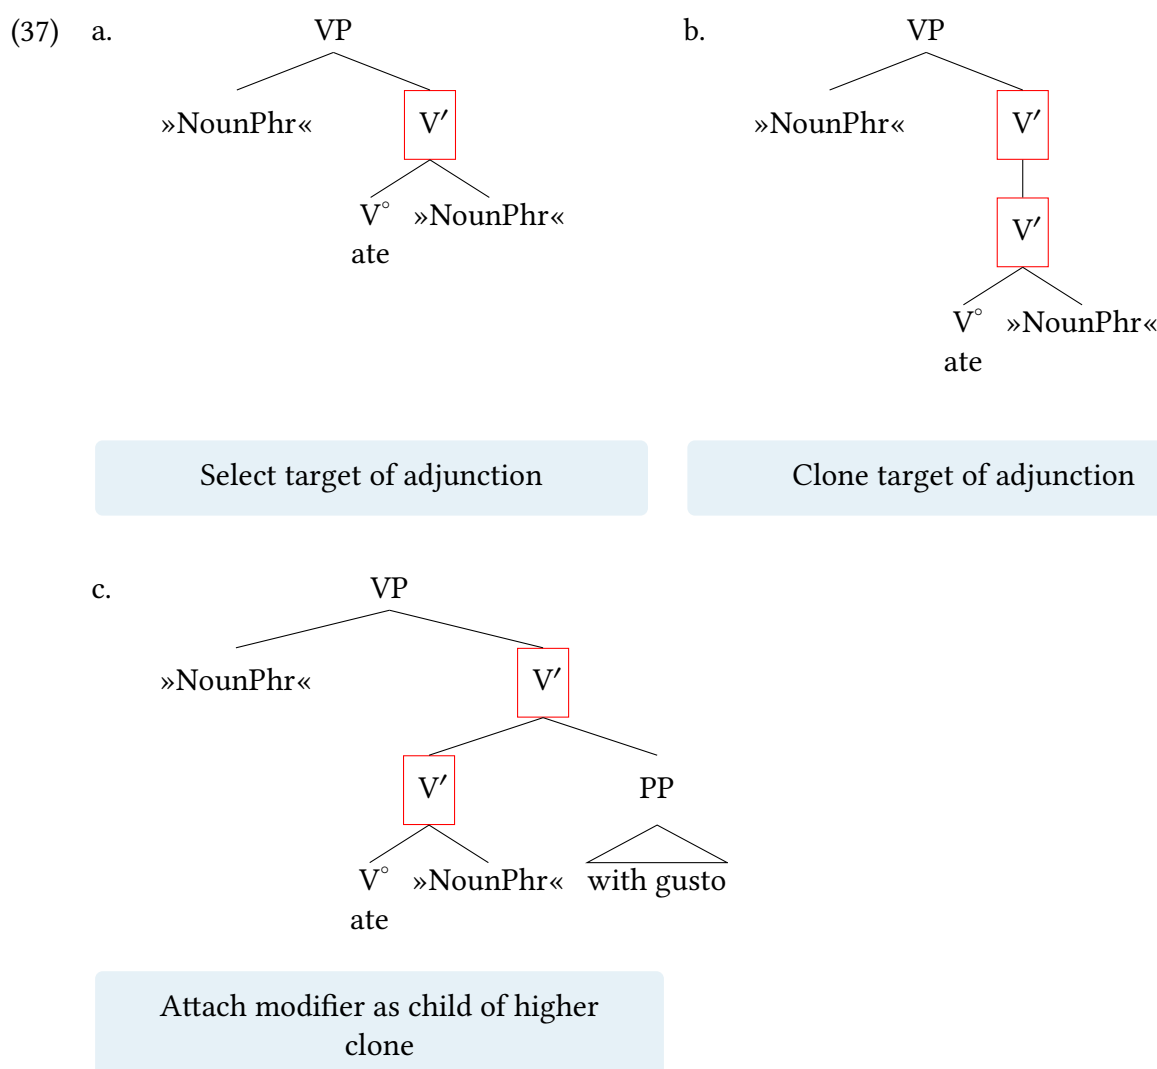 (37) a. VP b. VP
»NounPhr« V′ »NounPhr« V′
V° »NounPhr« V′
ate
V° »NounPhr«
ate
Select target of adjunction Clone target of adjunction
c. VP
»NounPhr« V′
V′ PP
V° »NounPhr« with gusto
ate
Attach modifier as child of higher
clone